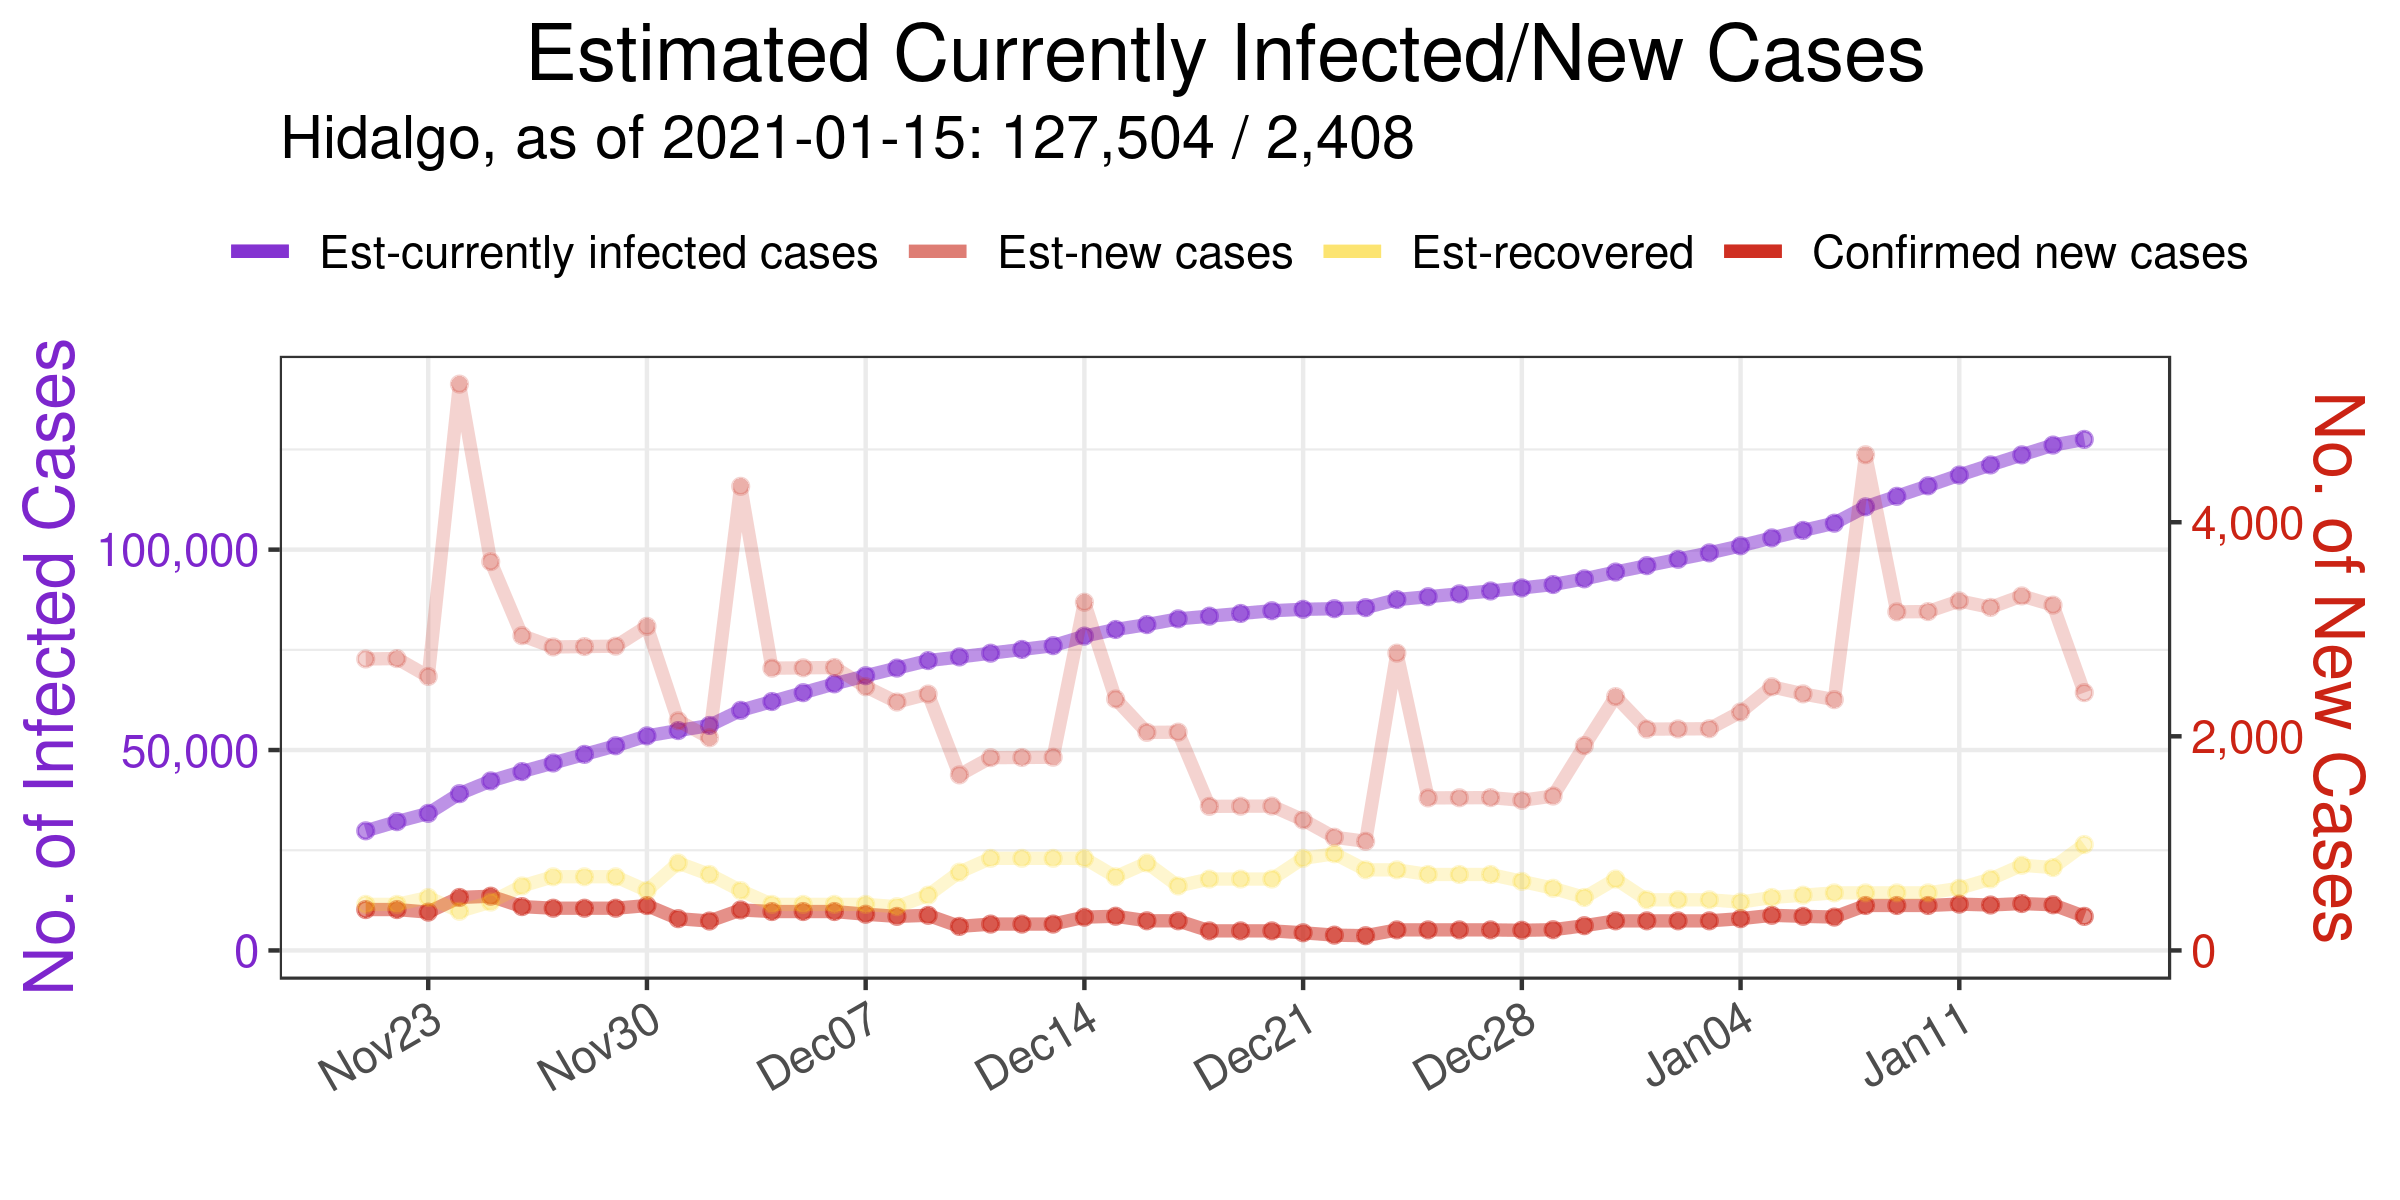 Estimated Currently Infected/New Cases
Hidalgo, as of 2021-01-15: 127,504 / 2,408
Est-currently infected cases
Est-new cases
Est-recovered
Confirmed new cases
No. of Infected Cases
100,000
50,000
0
4,000
2,000
0
No. of New Cases
Nov23
Nov30
Dec07
Dec14
Dec21
Dec28
Jan04
Jan11